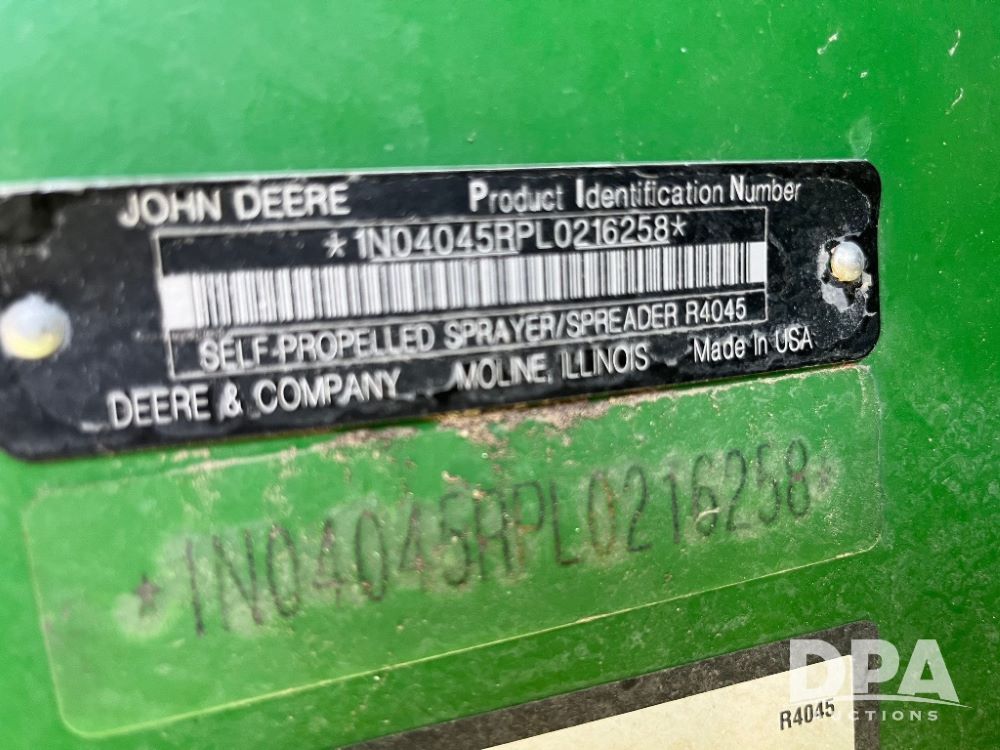 JOHN DEERE Product Identification Number
*1N04045RPL0216258*
SELF-PROPELLED SPRAYER/SPREADER R4045
DEERE & COMPANY MOLINE, ILLINOIS Made In USA
*1N04045RPL0216258*
R4045
DPA
AUCTIONS